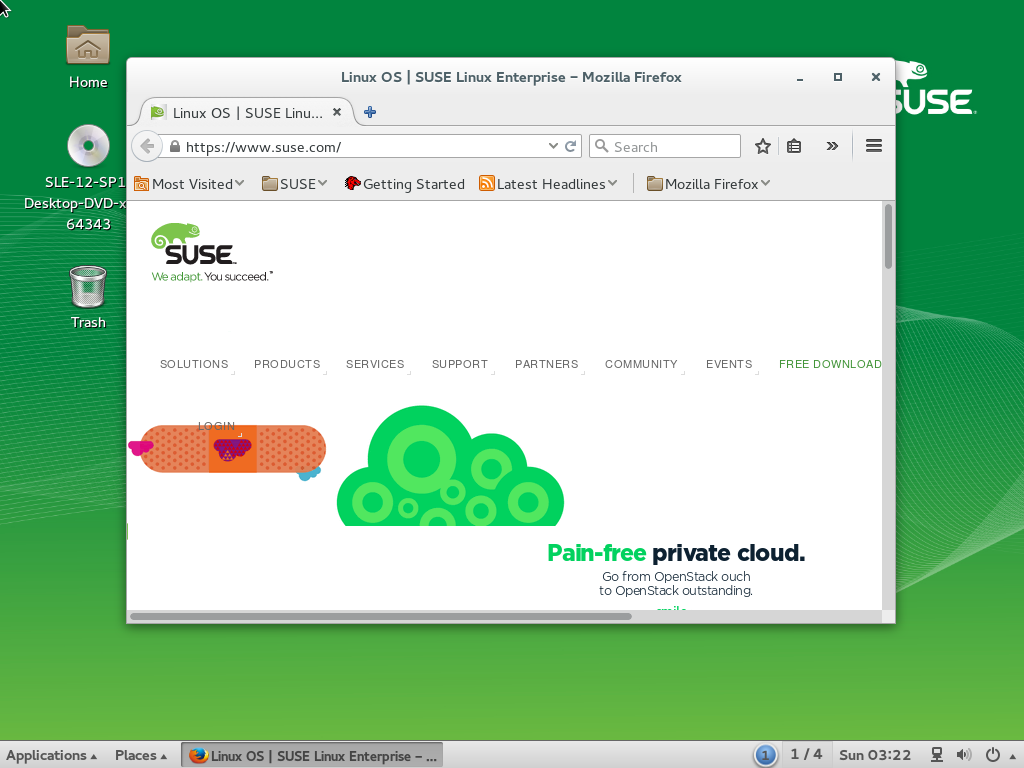 Home
SLE-12-SP1
Desktop-DVD-x
64343
Trash
SUSE
Linux OS | SUSE Linux Enterprise – Mozilla Firefox
Linux OS | SUSE Linu...
https://www.suse.com/
Search
Most Visited
SUSE
Getting Started
Latest Headlines
Mozilla Firefox
SUSE
We adapt. You succeed.
SOLUTIONS
PRODUCTS
SERVICES
SUPPORT
PARTNERS
COMMUNITY
EVENTS
FREE DOWNLOAD
LOGIN
Pain-free private cloud.
Go from OpenStack ouch
to OpenStack outstanding.
Applications
Places
Linux OS | SUSE Linux Enterprise – ...
1
1 / 4
Sun 03:22